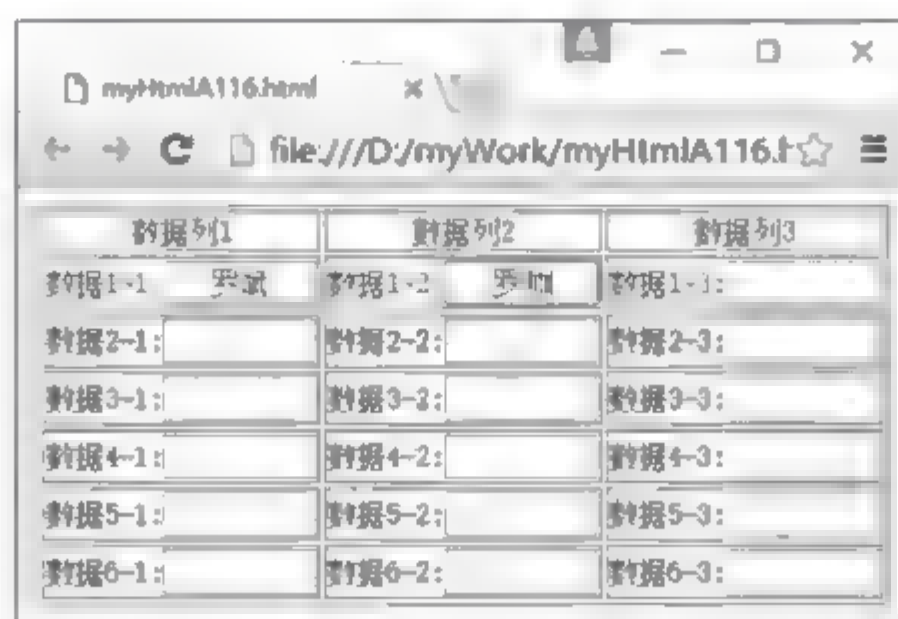 myHtmlA116.html
file:///D:/myWork/myHtmlA116.h
数据列1 数据列2 数据列3
数据1-1 数据1-2 数据1-3:
数据2-1: 数据2-2: 数据2-3:
数据3-1: 数据3-2: 数据3-3:
数据4-1: 数据4-2: 数据4-3:
数据5-1: 数据5-2: 数据5-3:
数据6-1: 数据6-2: 数据6-3: